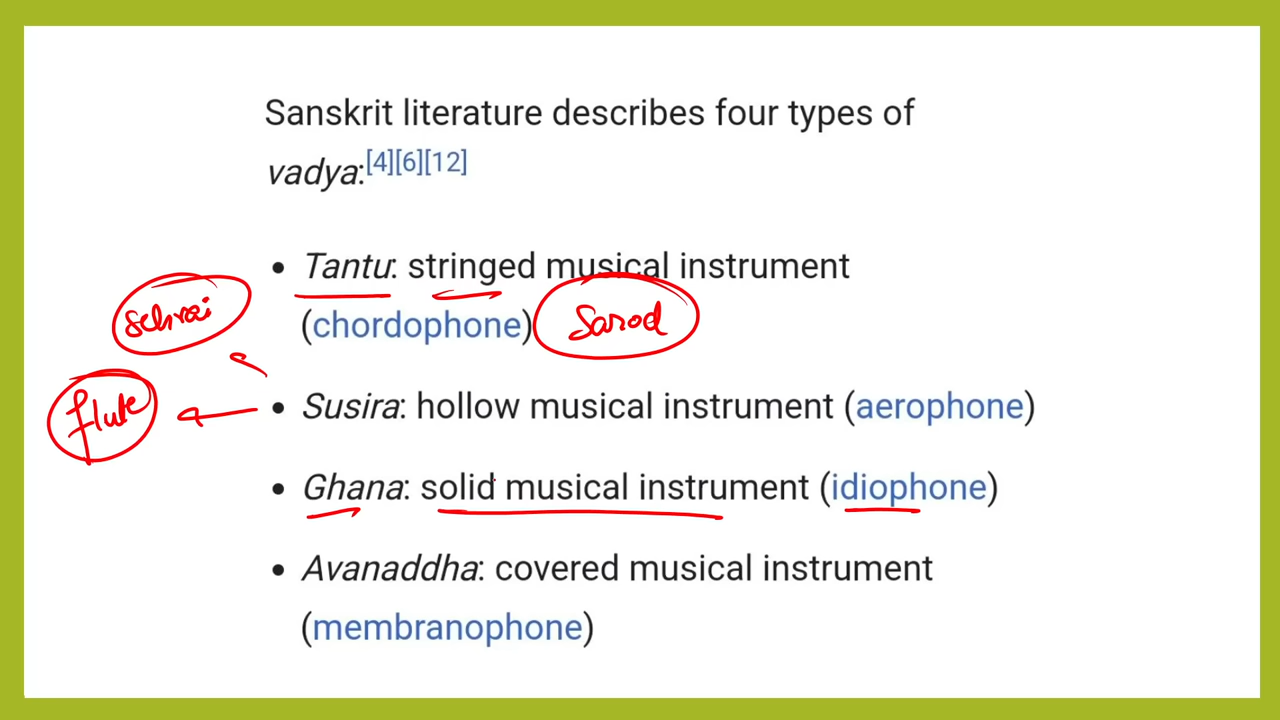 Sanskrit literature describes four types of
vadya:[4][6][12]
• Tantu: stringed musical instrument
(chordophone) Sarod
sehnai
flute
• Susira: hollow musical instrument (aerophone)
• Ghana: solid musical instrument (idiophone)
• Avanaddha: covered musical instrument
(membranophone)